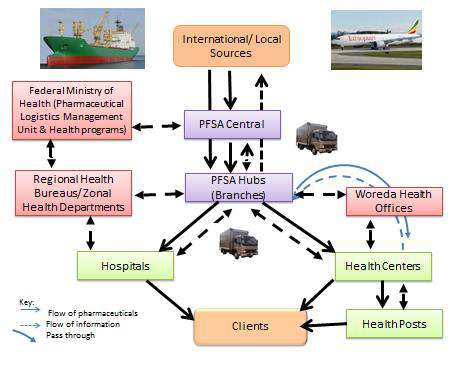 International/ Local
Sources
Ethiopian
Federal Ministry of
Health (Pharmaceutical
Logistics Management
Unit & Health programs)
PFSA Central
Regional Health
Bureaus/ Zonal
Health Departments
PFSA Hubs
(Branches)
Woreda Health
Offices
Hospitals
Health Centers
Key:
Flow of pharmaceuticals
Flow of information
Pass through
Clients
Health Posts